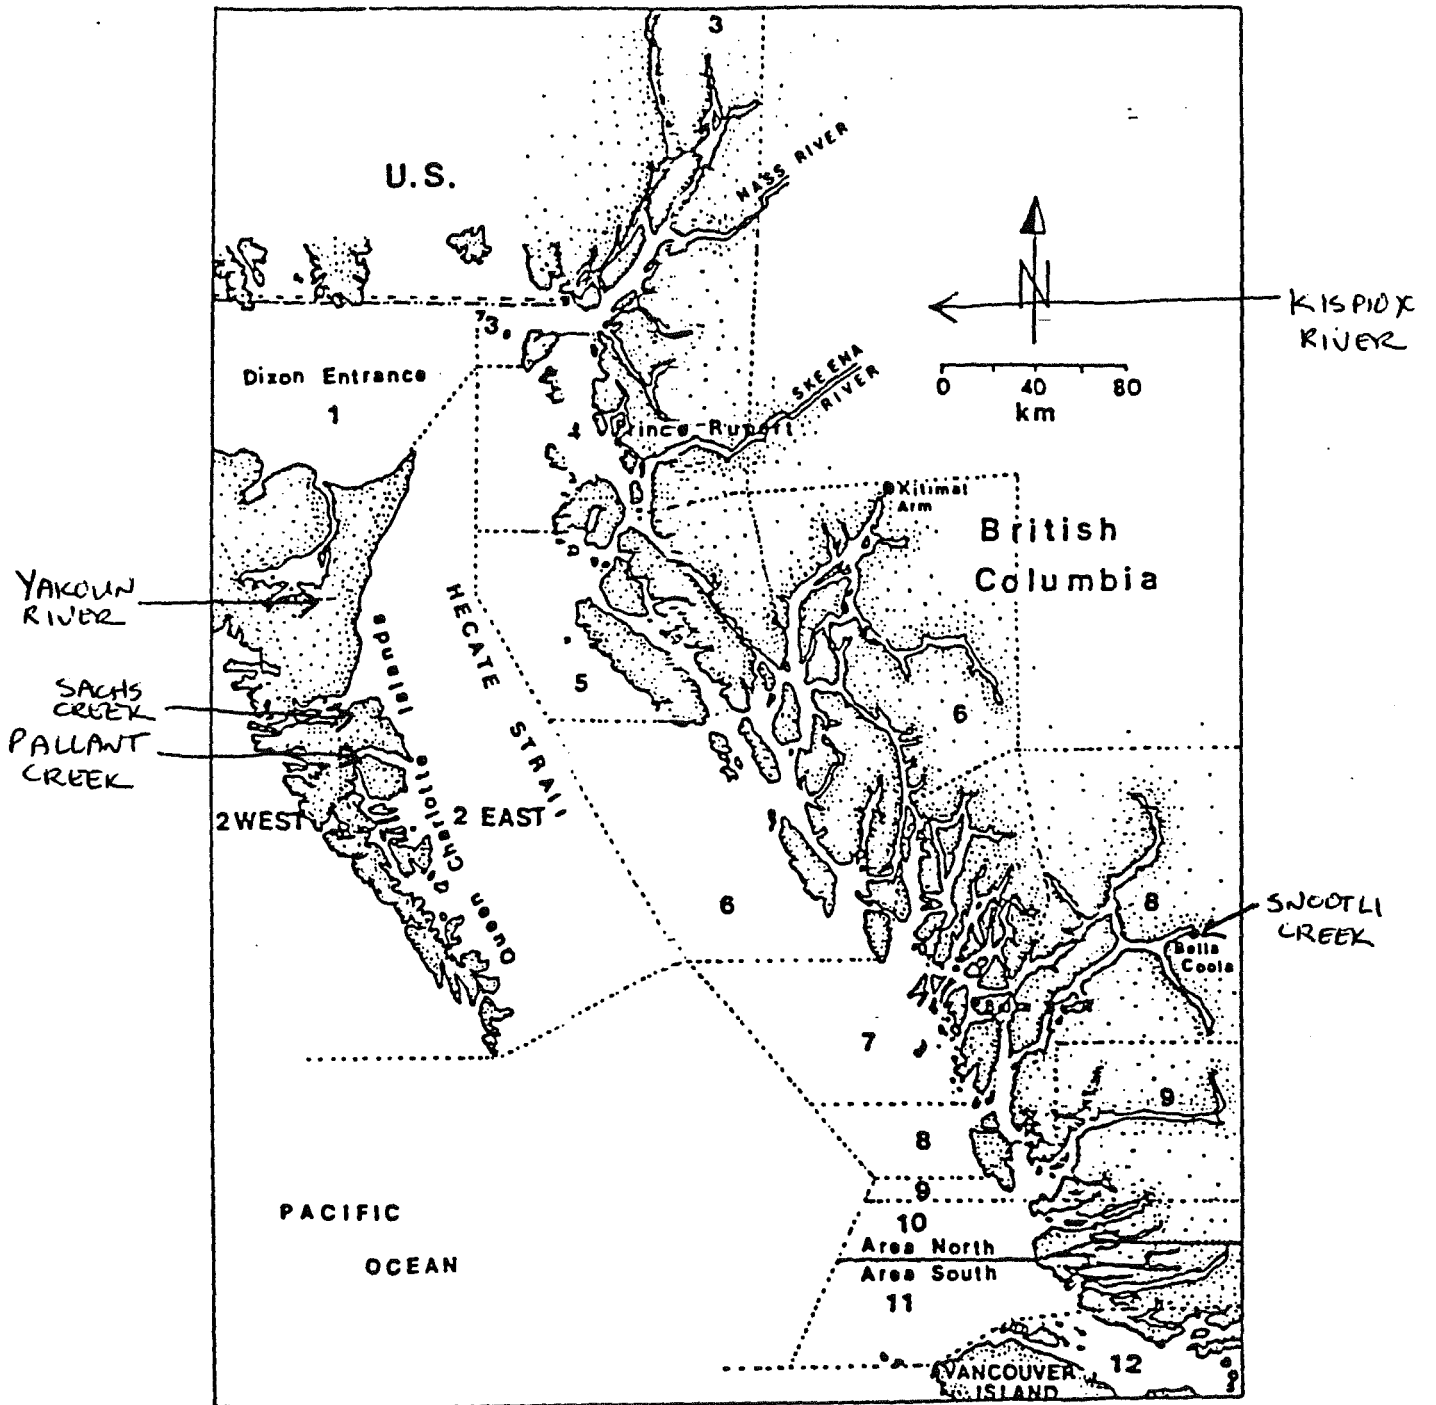 3
U.S.
NASS RIVER
N
KISPIOX
RIVER
3
Dixon Entrance
1
0 40 80
km
SKEENA
RIVER
4
Prince Rupert
Kitimat
Arm
British
Columbia
YAKOUN
RIVER
HECATE STRAIT
5
6
SACHS
CREEK
PALLANT
CREEK
Queen Charlotte Islands
2 WEST
2 EAST
6
8
SNOOTLI
CREEK
Bella
Coola
7
9
8
9
10
Area North
Area South
11
PACIFIC
OCEAN
12
VANCOUVER
ISLAND